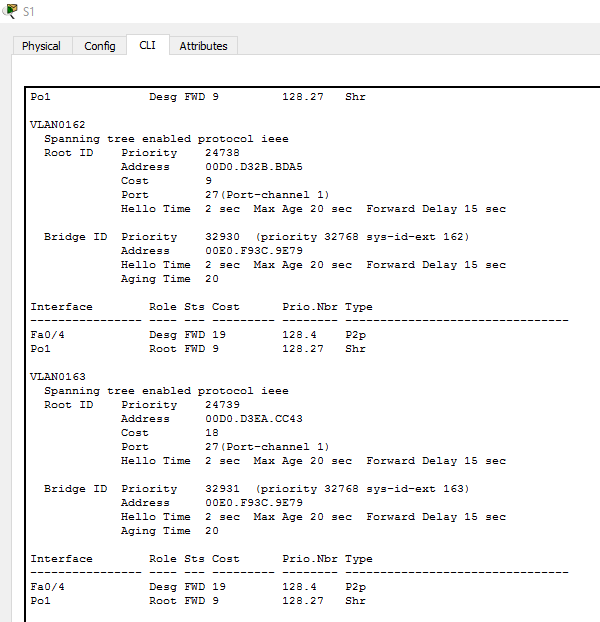 S1
Physical Config CLI Attributes
Po1 Desg FWD 9 128.27 Shr
VLAN0162
Spanning tree enabled protocol ieee
Root ID Priority 24738
Address 00D0.D32B.BDA5
Cost 9
Port 27(Port-channel 1)
Hello Time 2 sec Max Age 20 sec Forward Delay 15 sec
Bridge ID Priority 32930 (priority 32768 sys-id-ext 162)
Address 00E0.F93C.9E79
Hello Time 2 sec Max Age 20 sec Forward Delay 15 sec
Aging Time 20
Interface Role Sts Cost Prio.Nbr Type
---------------- ---- --- --------- -------- --------------------------------
Fa0/4 Desg FWD 19 128.4 P2p
Po1 Root FWD 9 128.27 Shr
VLAN0163
Spanning tree enabled protocol ieee
Root ID Priority 24739
Address 00D0.D3EA.CC43
Cost 18
Port 27(Port-channel 1)
Hello Time 2 sec Max Age 20 sec Forward Delay 15 sec
Bridge ID Priority 32931 (priority 32768 sys-id-ext 163)
Address 00E0.F93C.9E79
Hello Time 2 sec Max Age 20 sec Forward Delay 15 sec
Aging Time 20
Interface Role Sts Cost Prio.Nbr Type
---------------- ---- --- --------- -------- --------------------------------
Fa0/4 Desg FWD 19 128.4 P2p
Po1 Root FWD 9 128.27 Shr